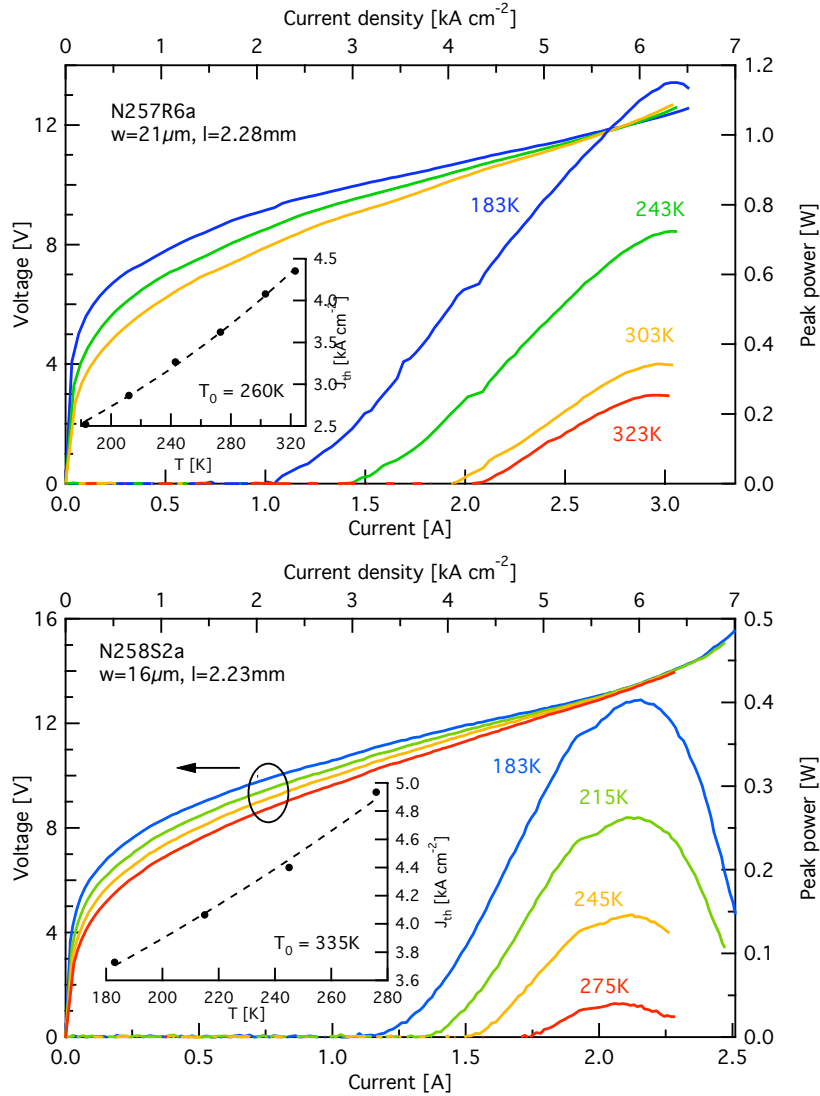 Current density [kA cm⁻²]
0 1 2 3 4 5 6 7
N257R6a
w=21µm, l=2.28mm
Voltage [V]
12
8
4
0
Peak power [W]
1.2
1.0
0.8
0.6
0.4
0.2
0.0
183K
243K
303K
323K
4.5
4.0
3.5
3.0
2.5
J_th [kA cm⁻²]
T₀ = 260K
200 240 280 320
T [K]
0.0 0.5 1.0 1.5 2.0 2.5 3.0
Current [A]
Current density [kA cm⁻²]
0 1 2 3 4 5 6 7
N258S2a
w=16µm, l=2.23mm
Voltage [V]
16
12
8
4
0
Peak power [W]
0.5
0.4
0.3
0.2
0.1
0.0
183K
215K
245K
275K
5.0
4.8
4.4
4.0
3.8
3.6
J_th [kA cm⁻²]
T₀ = 335K
180 200 220 240 260 280
T [K]
0.0 0.5 1.0 1.5 2.0 2.5
Current [A]